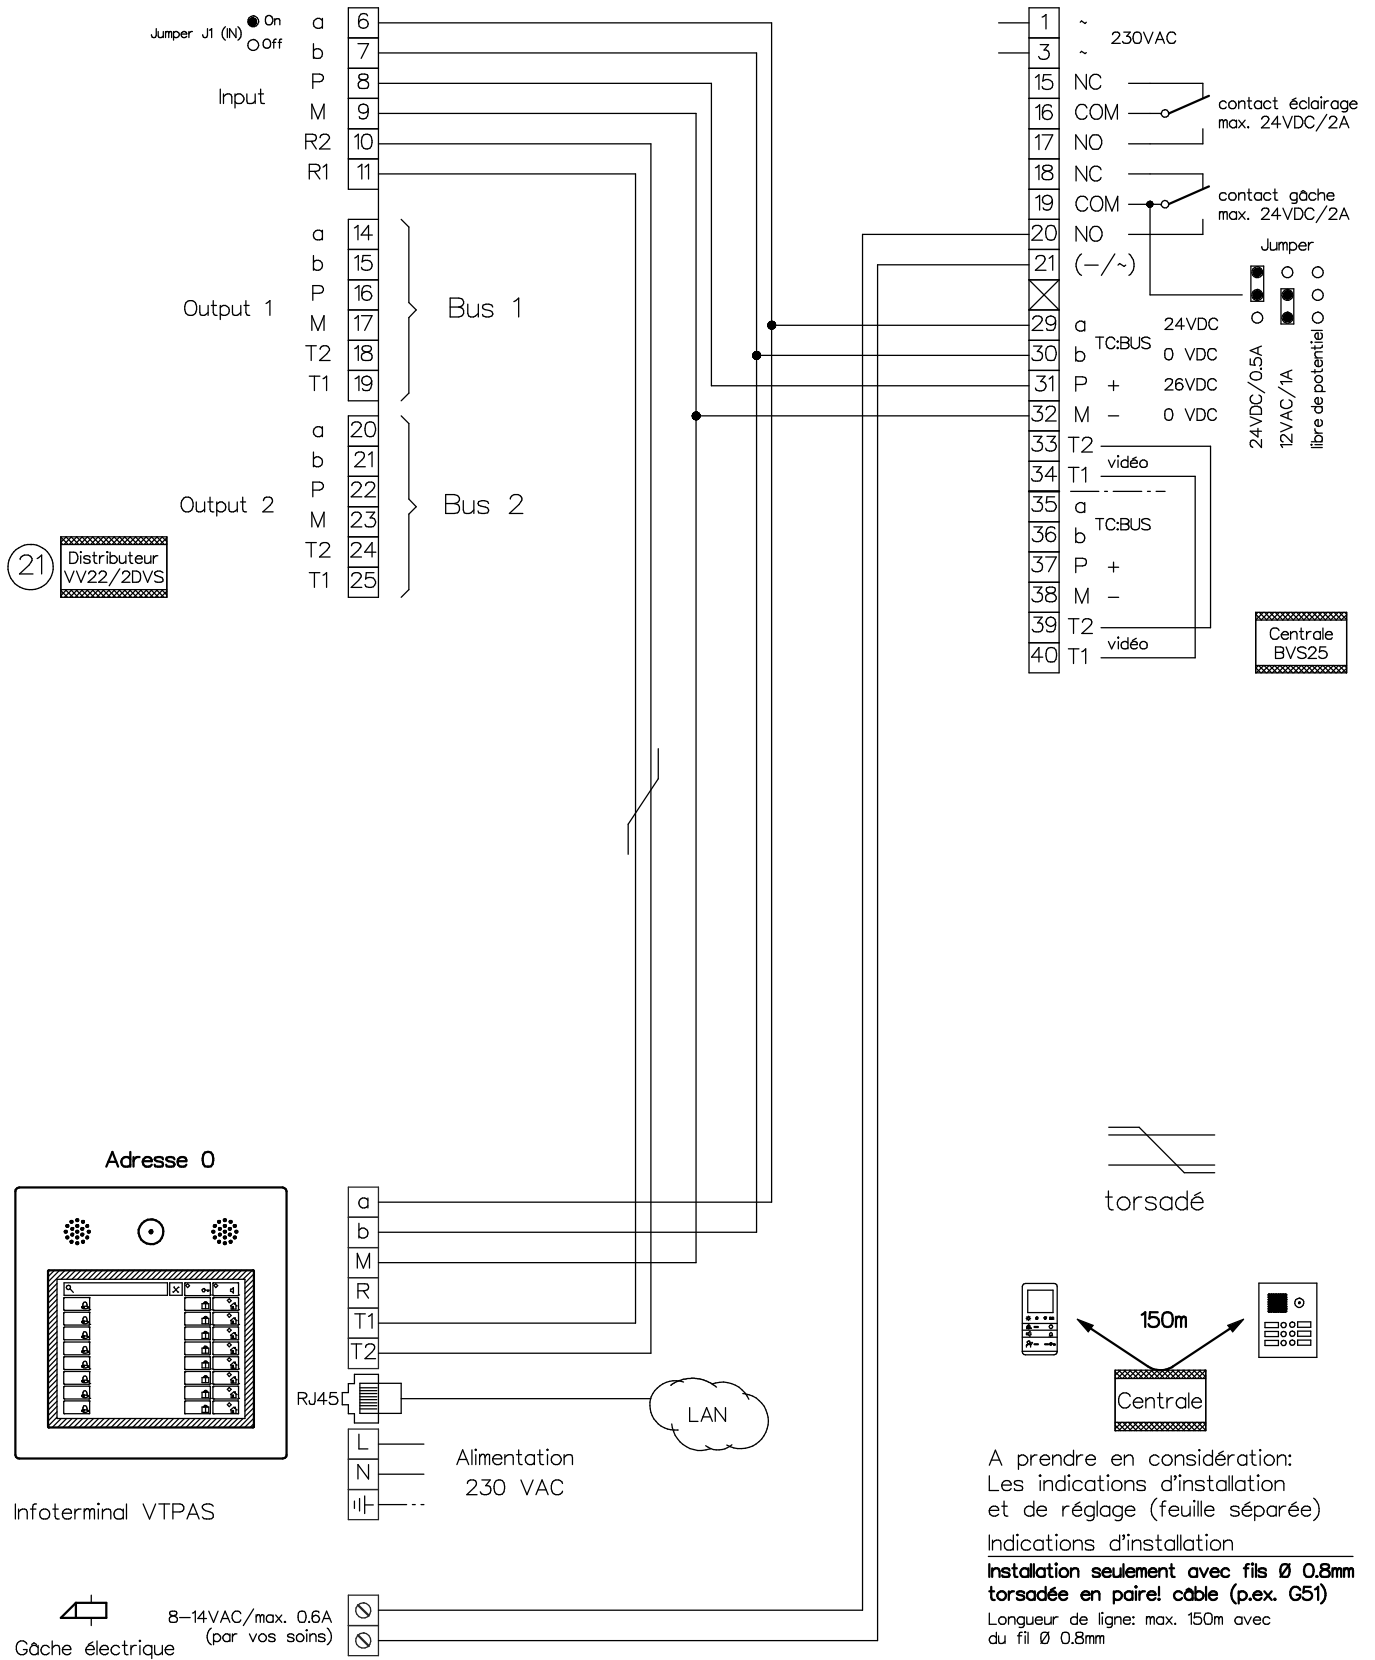 Jumper J1 (IN)
On
Off
Input
a 6
b 7
P 8
M 9
R2 10
R1 11
Output 1
a 14
b 15
P 16
M 17
T2 18
T1 19
Bus 1
Output 2
a 20
b 21
P 22
M 23
T2 24
T1 25
Bus 2
21
Distributeur
VV22/2DVS
1 ~
3 ~
230VAC
15 NC
16 COM
17 NO
contact éclairage
max. 24VDC/2A
18 NC
19 COM
20 NO
contact gâche
max. 24VDC/2A
21 (–/~)
Jumper
24VDC/0.5A
12VAC/1A
libre de potentiel
29 a 24VDC
TC:BUS
30 b 0 VDC
31 P + 26VDC
32 M – 0 VDC
33 T2
vidéo
34 T1
35 a
TC:BUS
36 b
37 P +
38 M –
39 T2
vidéo
40 T1
Centrale
BVS25
Adresse 0
a
b
M
R
T1
T2
RJ45
LAN
L
N
Alimentation
230 VAC
Infoterminal VTPAS
8–14VAC/max. 0.6A
(par vos soins)
Gâche électrique
torsadé
150m
Centrale
A prendre en considération:
Les indications d'installation
et de réglage (feuille séparée)
Indications d'installation
Installation seulement avec fils Ø 0.8mm
torsadée en paire! câble (p.ex. G51)
Longueur de ligne: max. 150m avec
du fil Ø 0.8mm